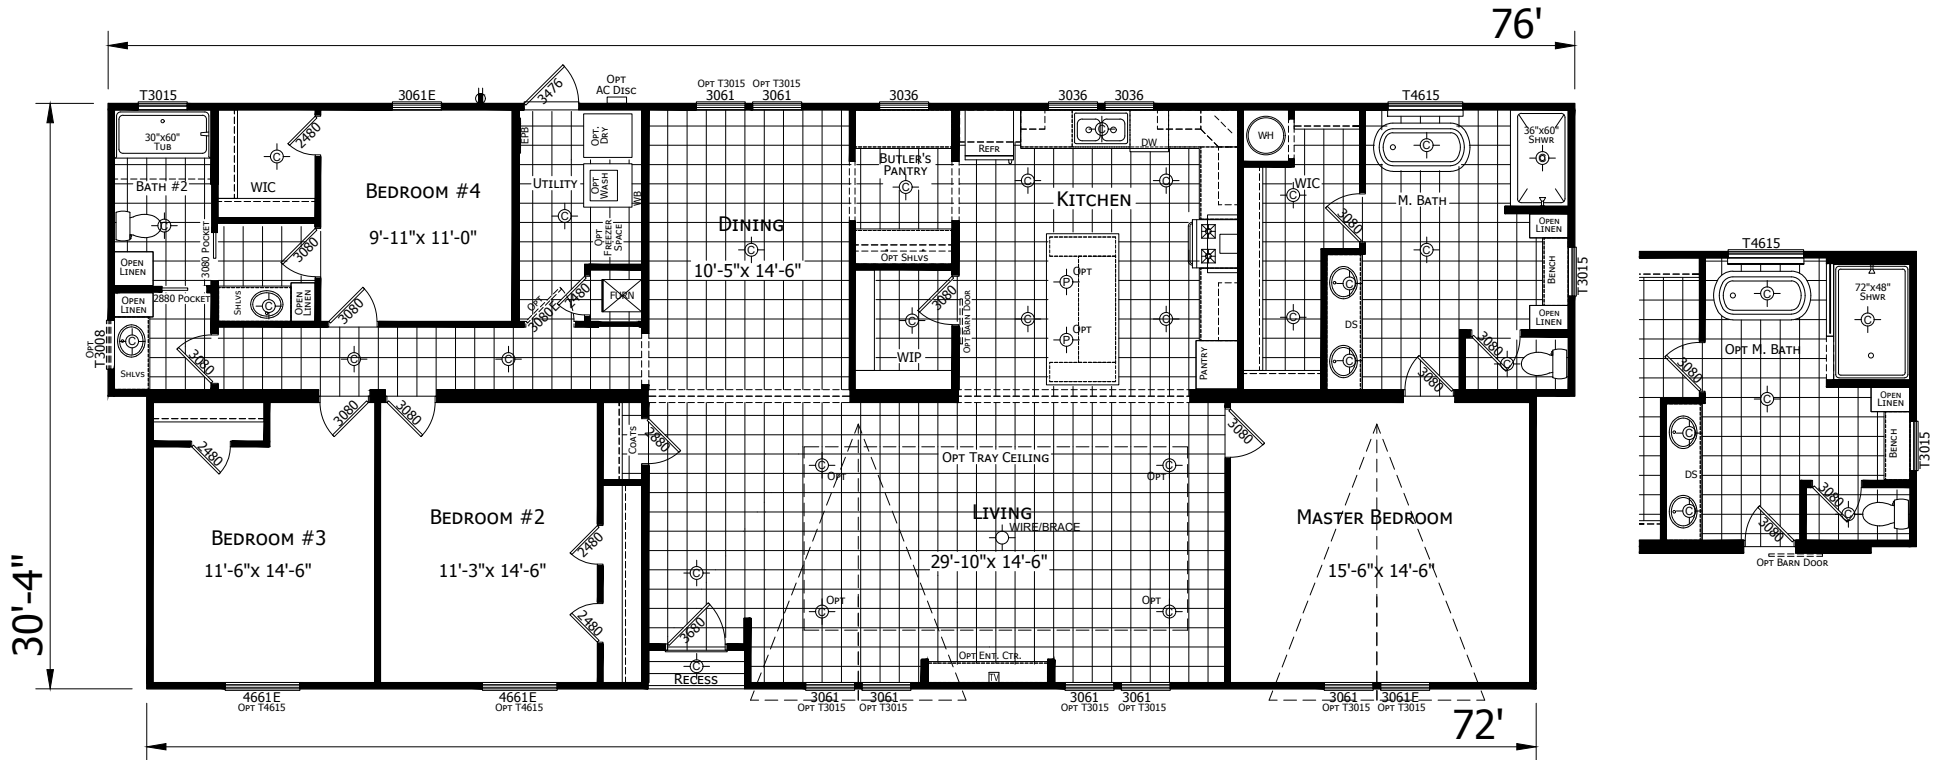 76'
30'-4"
72'
T3015
3061E
3476
OPT
AC DISC
OPT T3015 OPT T3015
3061 3061
3036
3036 3036
T4615
30"x60"
TUB
BATH #2
2480
WIC
BEDROOM #4
9'-11"x 11'-0"
EPB
OPT.
DRY
OPT
WASH
WB
UTILITY
OPT
FREEZER
SPACE
DINING
10'-5"x 14'-6"
BUTLER'S
PANTRY
OPT SHLVS
REFR
DW
KITCHEN
WH
WIC
M. BATH
36"x60"
SHWR
3080
OPEN
LINEN
BENCH
T3015
OPEN
LINEN
3080 POCKET
3080
OPEN
LINEN
2880 POCKET
OPEN
LINEN
SHLVS
OPEN
LINEN
3080
OPT
3080
2480
FURN
3080
OPT BARN DOOR
WIP
OPT
OPT
PANTRY
DS
3080
3080
OPT
T3008
SHLVS
3080
3080
3080
2480
COATS
2880
OPT TRAY CEILING
OPT
OPT
3080
BEDROOM #3
11'-6"x 14'-6"
BEDROOM #2
11'-3"x 14'-6"
2480
2480
LIVING
WIRE/BRACE
29'-10"x 14'-6"
OPT
OPT
MASTER BEDROOM
15'-6"x 14'-6"
3680
RECESS
OPT ENT. CTR.
TV
4661E
OPT T4615
4661E
OPT T4615
3061 3061
OPT T3015 OPT T3015
3061 3061
OPT T3015 OPT T3015
3061 3061E
OPT T3015 OPT T3015
T4615
72"x48"
SHWR
OPT M. BATH
3080
OPEN
LINEN
BENCH
T3015
DS
3080
3080
OPT BARN DOOR